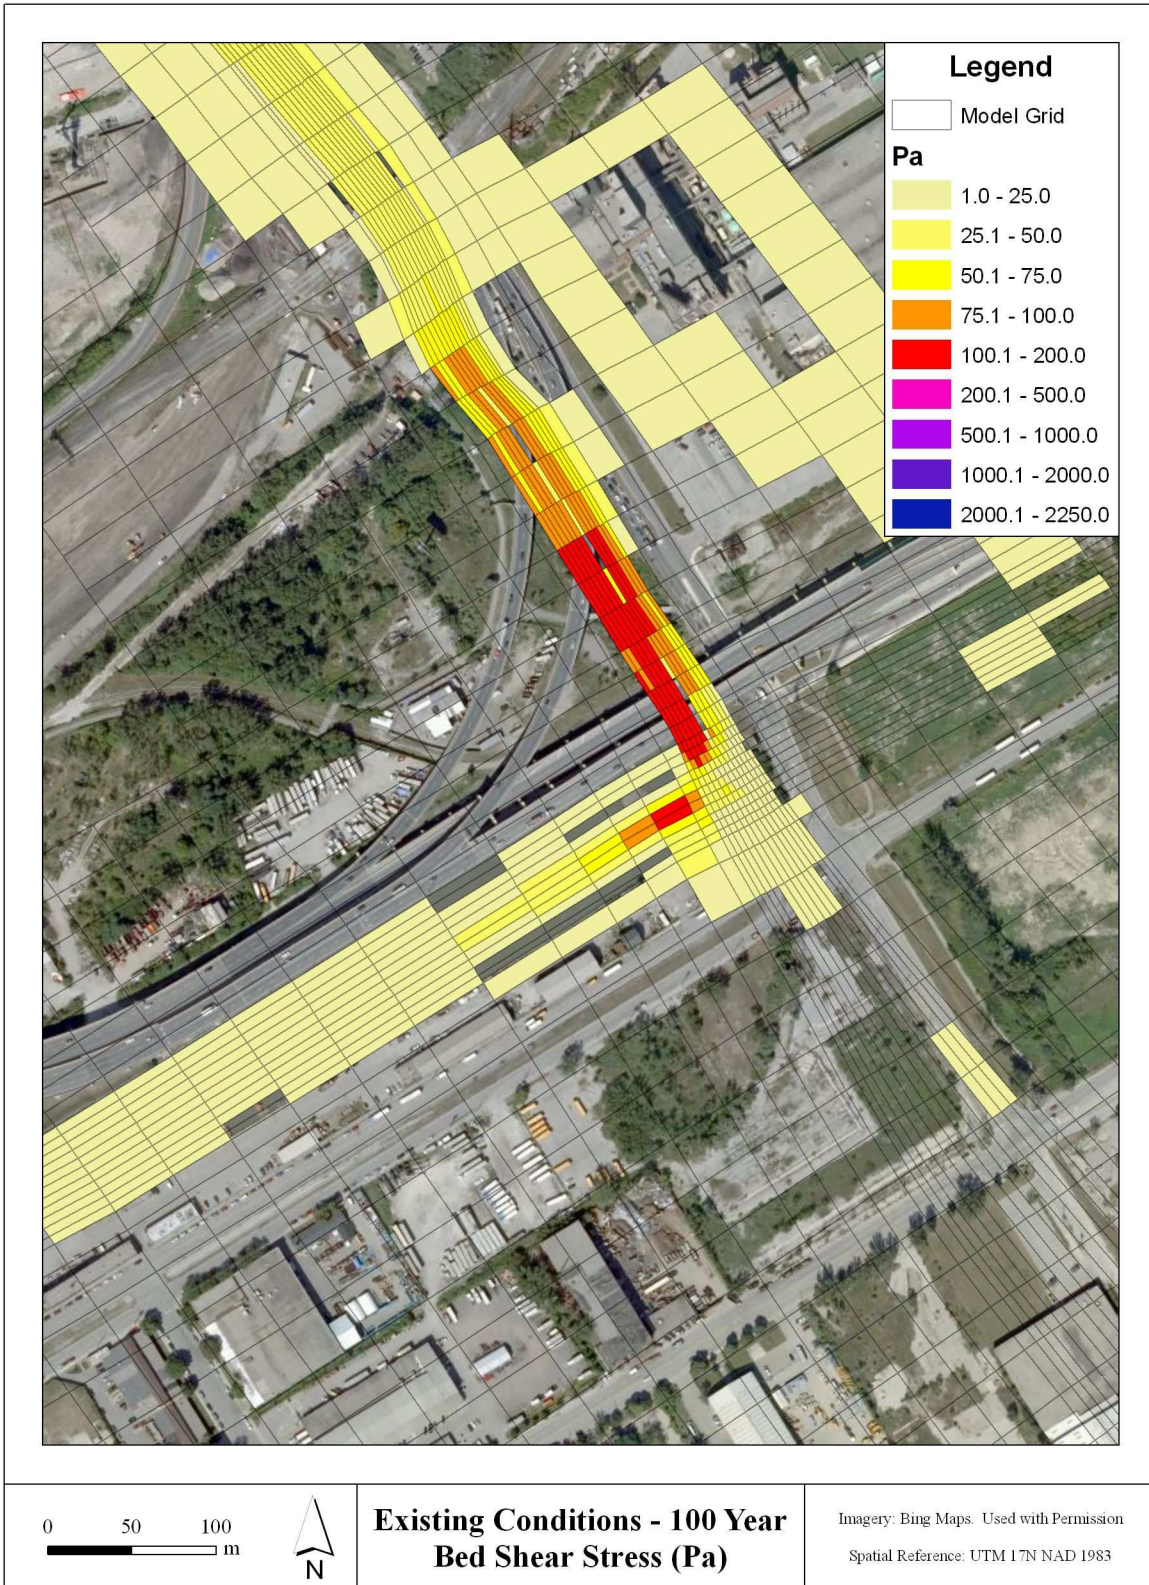 Legend
Model Grid
Pa
1.0 - 25.0
25.1 - 50.0
50.1 - 75.0
75.1 - 100.0
100.1 - 200.0
200.1 - 500.0
500.1 - 1000.0
1000.1 - 2000.0
2000.1 - 2250.0
0 50 100
m
N
Existing Conditions - 100 Year
Bed Shear Stress (Pa)
Imagery: Bing Maps. Used with Permission
Spatial Reference: UTM 17N NAD 1983